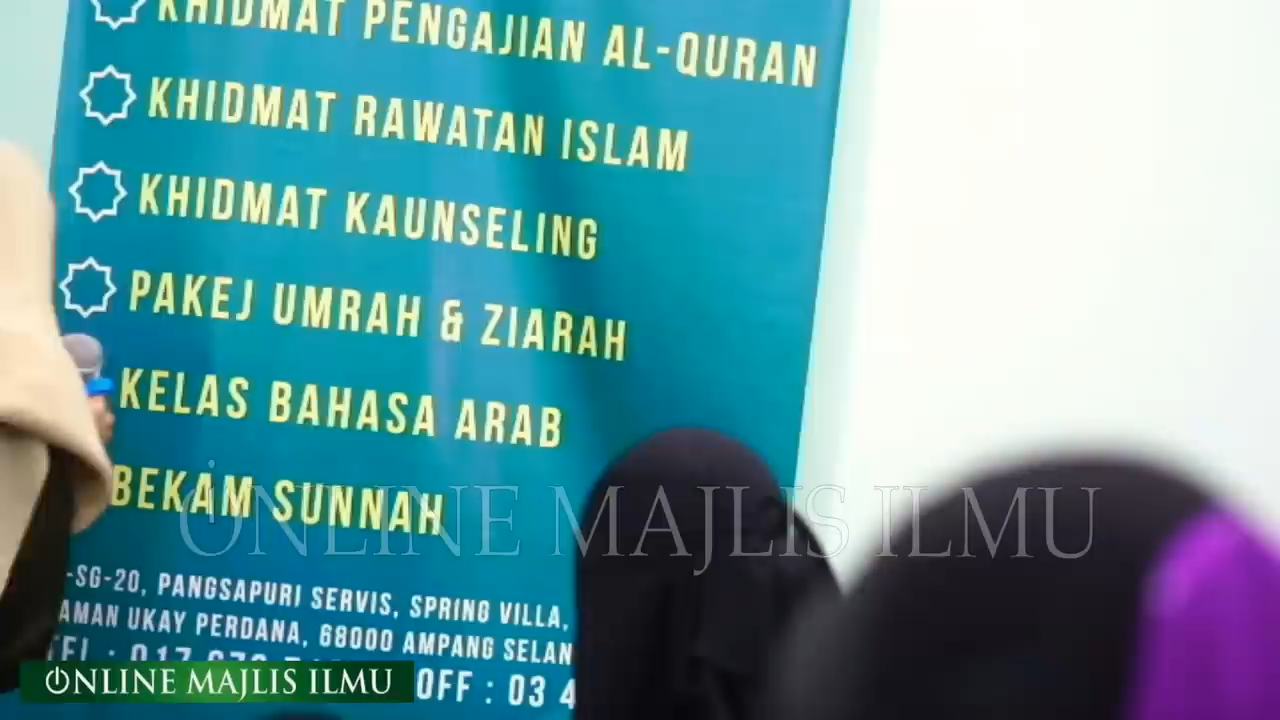 KHIDMAT PENGAJIAN AL-QURAN
KHIDMAT RAWATAN ISLAM
KHIDMAT KAUNSELING
PAKEJ UMRAH & ZIARAH
KELAS BAHASA ARAB
BEKAM SUNNAH
ONLINE MAJLIS ILMU
-SG-20, PANGSAPURI SERVIS, SPRING VILLA,
AMAN UKAY PERDANA, 68000 AMPANG SELAN
TEL : 017 OFF : 03 4
ONLINE MAJLIS ILMU